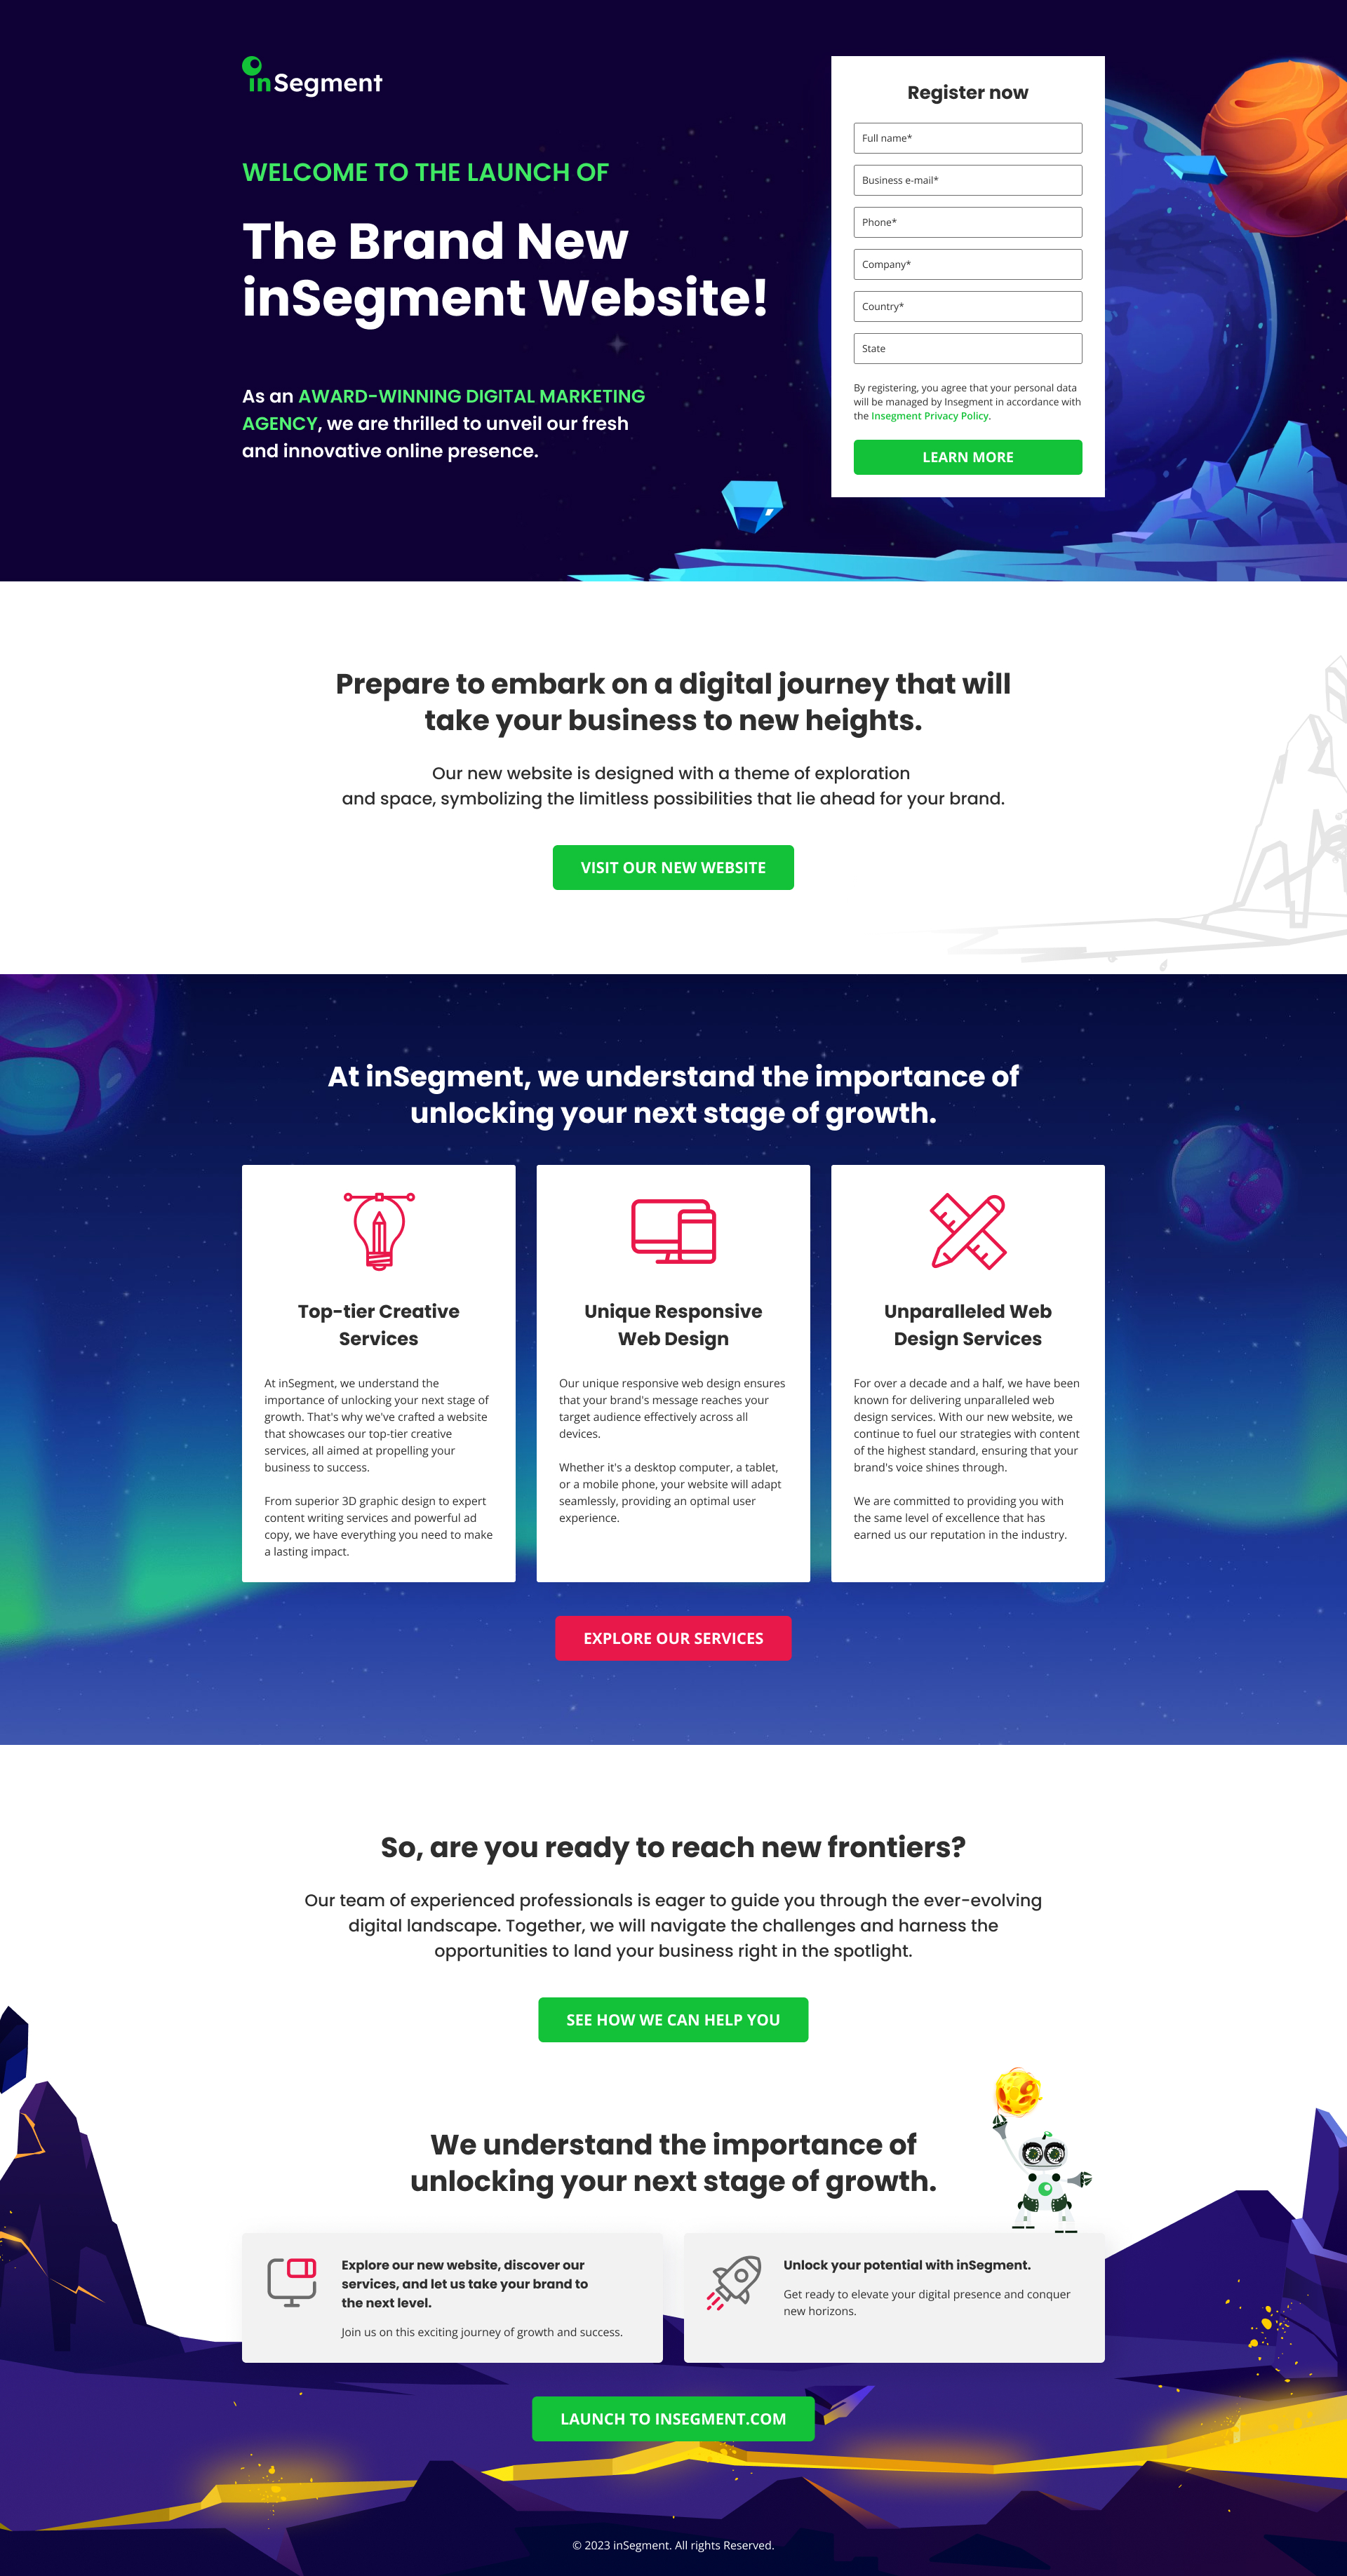 inSegment
WELCOME TO THE LAUNCH OF
The Brand New
inSegment Website!
As an AWARD-WINNING DIGITAL MARKETING
AGENCY, we are thrilled to unveil our fresh
and innovative online presence.
Register now
Full name*
Business e-mail*
Phone*
Company*
Country*
State
By registering, you agree that your personal data
will be managed by Insegment in accordance with
the Insegment Privacy Policy.
LEARN MORE
Prepare to embark on a digital journey that will
take your business to new heights.
Our new website is designed with a theme of exploration
and space, symbolizing the limitless possibilities that lie ahead for your brand.
VISIT OUR NEW WEBSITE
At inSegment, we understand the importance of
unlocking your next stage of growth.
Top-tier Creative
Services
At inSegment, we understand the
importance of unlocking your next stage of
growth. That's why we've crafted a website
that showcases our top-tier creative
services, all aimed at propelling your
business to success.
From superior 3D graphic design to expert
content writing services and powerful ad
copy, we have everything you need to make
a lasting impact.
Unique Responsive
Web Design
Our unique responsive web design ensures
that your brand's message reaches your
target audience effectively across all
devices.
Whether it's a desktop computer, a tablet,
or a mobile phone, your website will adapt
seamlessly, providing an optimal user
experience.
Unparalleled Web
Design Services
For over a decade and a half, we have been
known for delivering unparalleled web
design services. With our new website, we
continue to fuel our strategies with content
of the highest standard, ensuring that your
brand's voice shines through.
We are committed to providing you with
the same level of excellence that has
earned us our reputation in the industry.
EXPLORE OUR SERVICES
So, are you ready to reach new frontiers?
Our team of experienced professionals is eager to guide you through the ever-evolving
digital landscape. Together, we will navigate the challenges and harness the
opportunities to land your business right in the spotlight.
SEE HOW WE CAN HELP YOU
We understand the importance of
unlocking your next stage of growth.
Explore our new website, discover our
services, and let us take your brand to
the next level.
Join us on this exciting journey of growth and success.
Unlock your potential with inSegment.
Get ready to elevate your digital presence and conquer
new horizons.
LAUNCH TO INSEGMENT.COM
© 2023 inSegment. All rights Reserved.